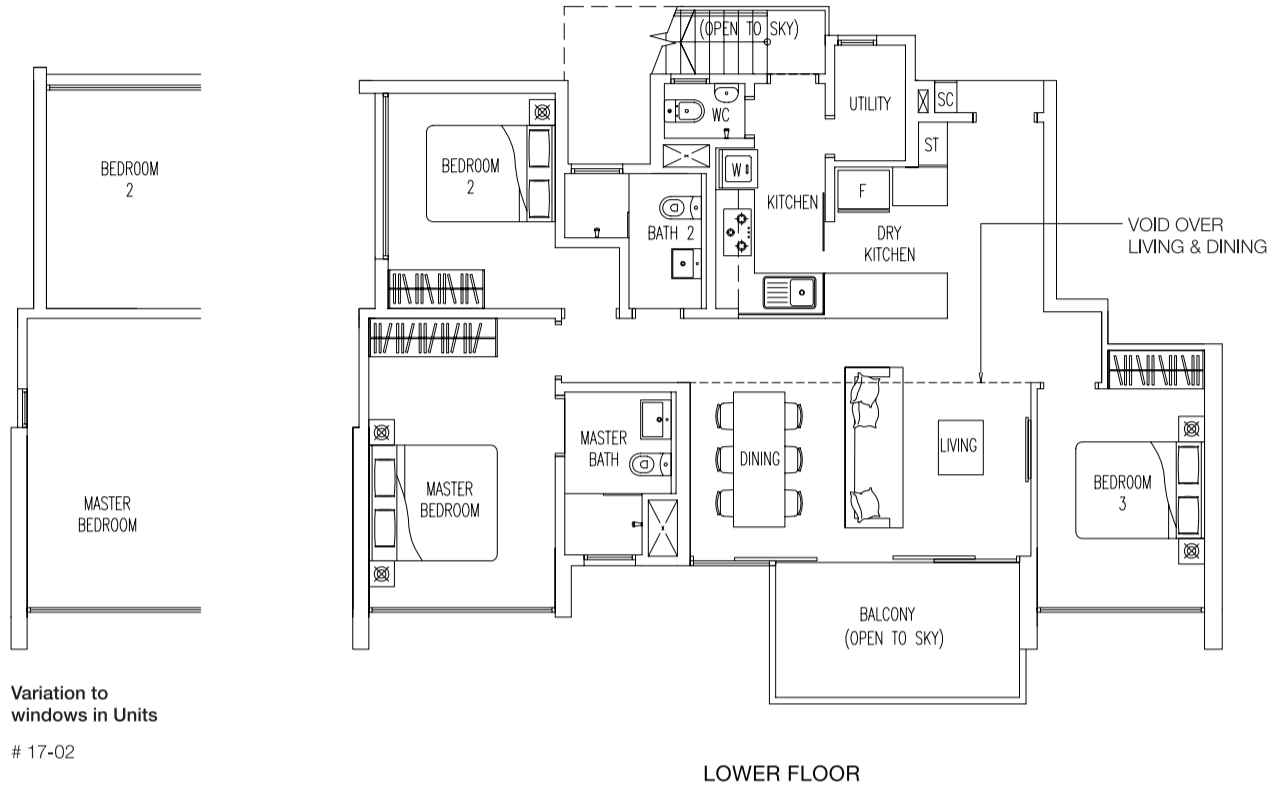 (OPEN TO SKY)
BEDROOM
2
BEDROOM
2
WC
UTILITY
SC
ST
W
F
KITCHEN
BATH 2
DRY
KITCHEN
VOID OVER
LIVING & DINING
MASTER
BEDROOM
MASTER
BEDROOM
MASTER
BATH
DINING
LIVING
BEDROOM
3
BALCONY
(OPEN TO SKY)
Variation to
windows in Units
# 17-02
LOWER FLOOR